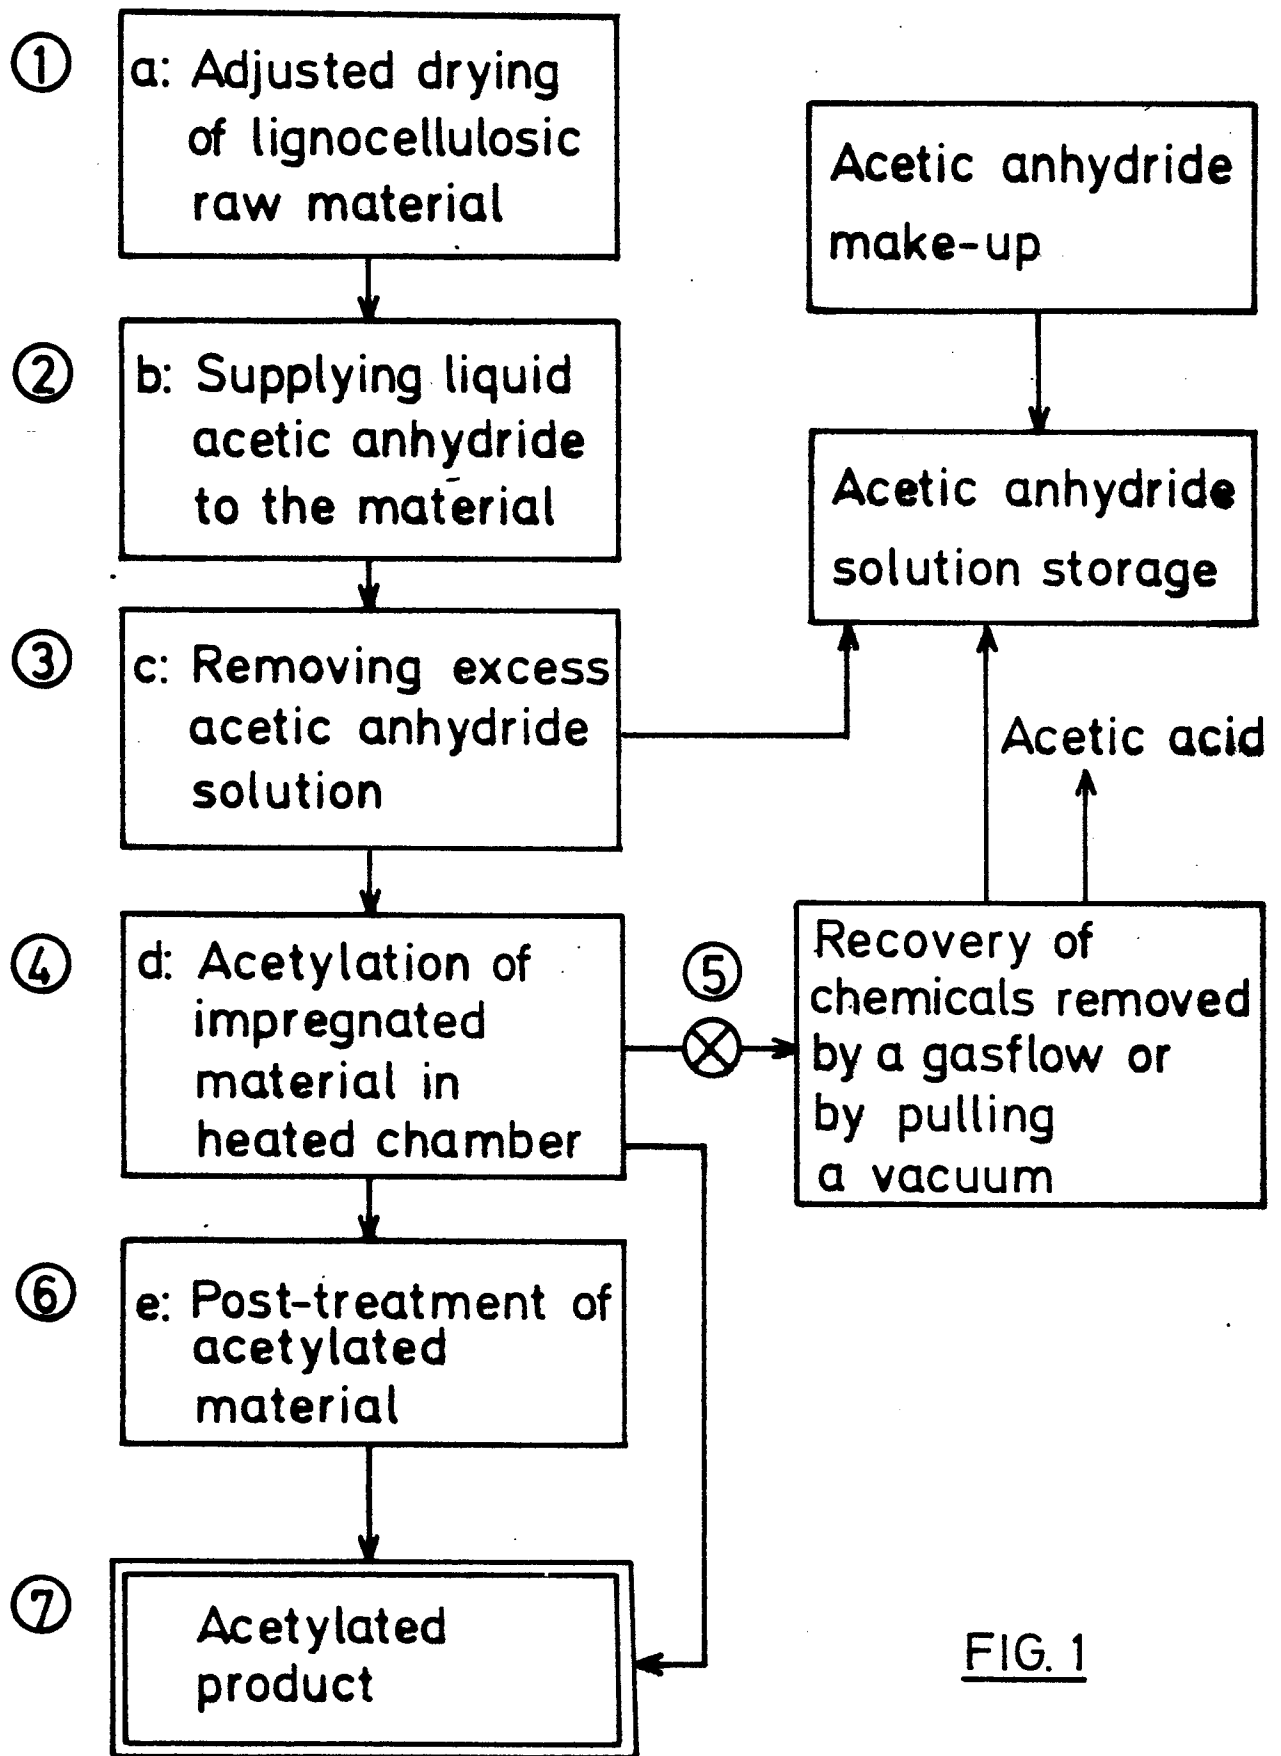 ①
a: Adjusted drying
of lignocellulosic
raw material
②
b: Supplying liquid
acetic anhydride
to the material
③
c: Removing excess
acetic anhydride
solution
④
d: Acetylation of
impregnated
material in
heated chamber
⑤
⑥
e: Post-treatment of
acetylated
material
⑦
Acetylated
product
Acetic anhydride
make-up
Acetic anhydride
solution storage
Acetic acid
Recovery of
chemicals removed
by a gasflow or
by pulling
a vacuum
FIG. 1